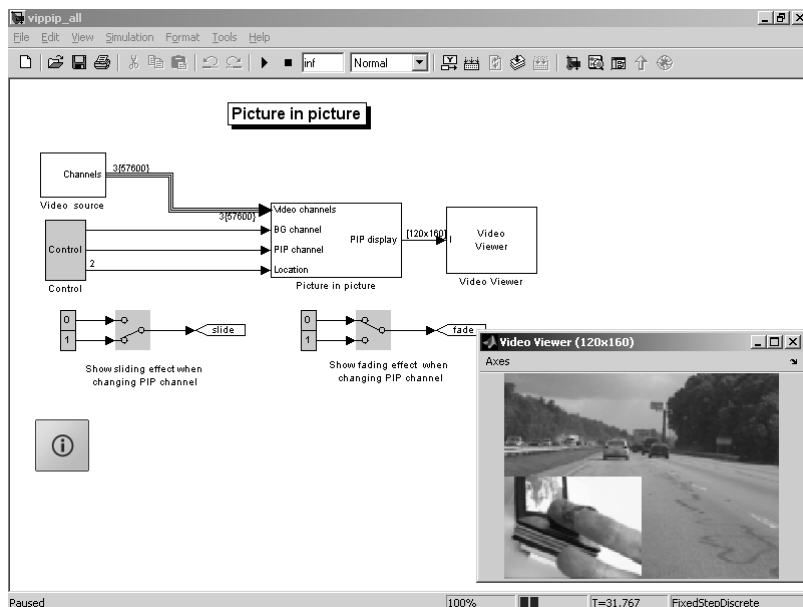 vippip_all
File Edit View Simulation Format Tools Help
inf Normal
Picture in picture
Channels 3{57600}
Video source
3{57600} Video channels
BG channel
Control PIP channel PIP display [120x160] I Video Viewer
2 Location
Control
Picture in picture
Video Viewer
0
1
slide
Show sliding effect when
changing PIP channel
0
1
fade
Show fading effect when
changing PIP channel
Video Viewer (120x160)
Axes
Paused 100% T=31.767 FixedStepDiscrete